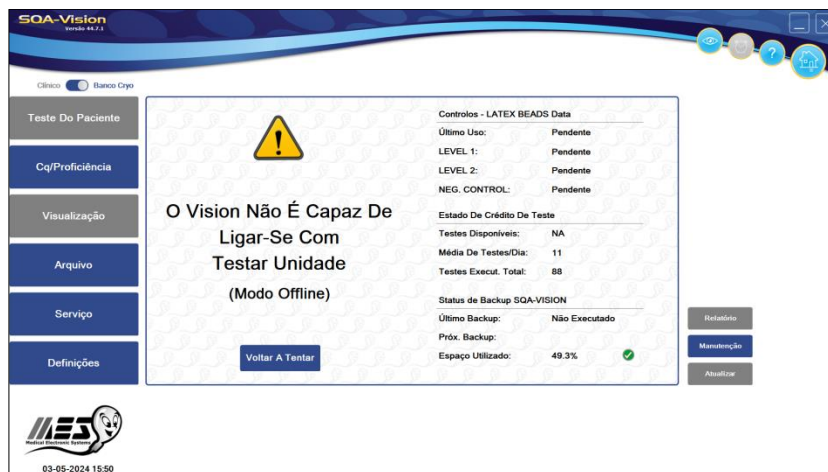 SQA-Vision
Versão 44.7.1
Clínico Banco Cryo
Teste Do Paciente
Cq/Proficiência
Visualização
Arquivo
Serviço
Definições
O Vision Não É Capaz De
Ligar-Se Com
Testar Unidade
(Modo Offline)
Voltar A Tentar
Controlos - LATEX BEADS Data
Último Uso: Pendente
LEVEL 1: Pendente
LEVEL 2: Pendente
NEG. CONTROL: Pendente
Estado De Crédito De Teste
Testes Disponíveis: NA
Média De Testes/Dia: 11
Testes Execut. Total: 88
Status de Backup SQA-VISION
Último Backup: Não Executado
Próx. Backup:
Espaço Utilizado: 49.3%
Relatório
Manutenção
Atualizar
MES
Medical Electronic Systems
03-05-2024 15:50